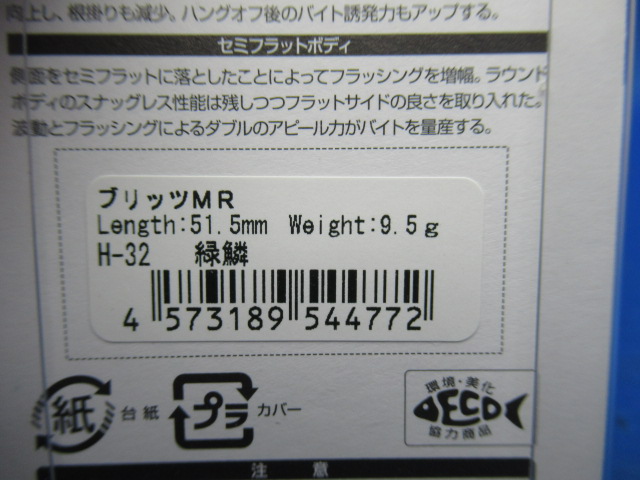 向上し、根掛りも減少。ハングオフ後のバイト誘発力もアップする。
セミフラットボディ
側面をセミフラットに落としたことによってフラッシングを増幅。ラウンド
ボディのスナッグレス性能は残しつつフラットサイドの良さを取り入れた。
波動とフラッシングによるダブルのアピール力がバイトを量産する。
ブリッツMR
Length:51.5mm Weight:9.5g
H-32 緑鱗
4 573189 544772
紙 台紙 プラ カバー
環境・美化
ECO
協力商品
注意